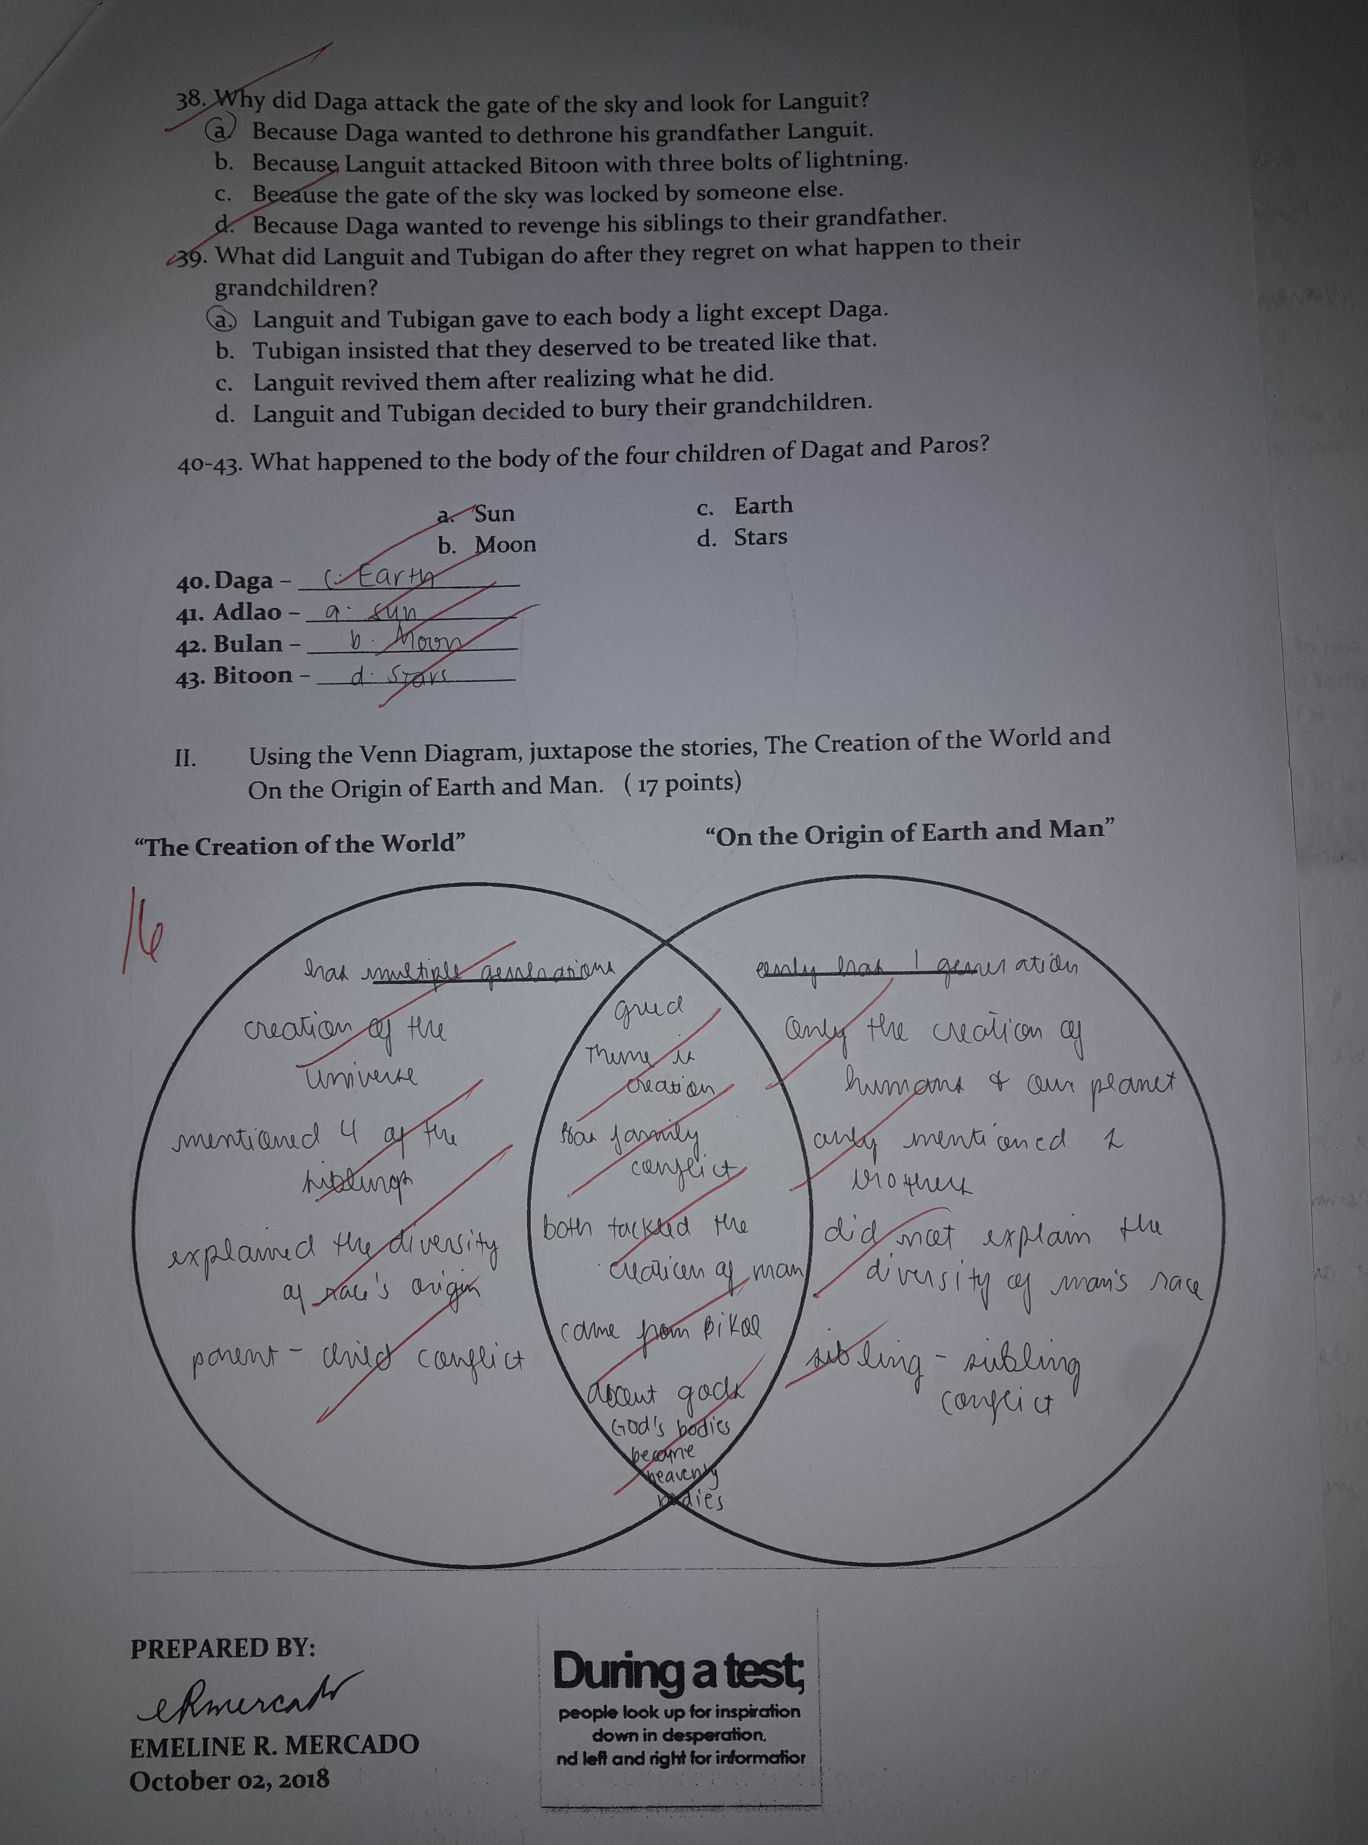 38. Why did Daga attack the gate of the sky and look for Languit?
a. Because Daga wanted to dethrone his grandfather Languit.
b. Because Languit attacked Bitoon with three bolts of lightning.
c. Because the gate of the sky was locked by someone else.
d. Because Daga wanted to revenge his siblings to their grandfather.
39. What did Languit and Tubigan do after they regret on what happen to their
grandchildren?
a. Languit and Tubigan gave to each body a light except Daga.
b. Tubigan insisted that they deserved to be treated like that.
c. Languit revived them after realizing what he did.
d. Languit and Tubigan decided to bury their grandchildren.
40-43. What happened to the body of the four children of Dagat and Paros?
a. Sun
c. Earth
b. Moon
d. Stars
40. Daga – c. Earth
41. Adlao – a. Sun
42. Bulan – b. Moon
43. Bitoon – d. Stars
II. Using the Venn Diagram, juxtapose the stories, The Creation of the World and
On the Origin of Earth and Man. (17 points)
"The Creation of the World"
"On the Origin of Earth and Man"
16
has multiple generations
creation of the
Universe
mentioned 4 of the
siblings
explained the diversity
of race's origin
parent - child conflict
greed
Theme is
creation
Has family
conflict
both tackled the
creation of man
came from Bikol
gods
God's bodies
became
heavenly
bodies
only has 1 generation
Only the creation of
humans & our planet
only mentioned 2
brothers
did not explain the
diversity of man's race
sibling - sibling
conflict
PREPARED BY:
eRmercado
EMELINE R. MERCADO
October 02, 2018
During a test;
people look up for inspiration
down in desperation,
nd left and right for information